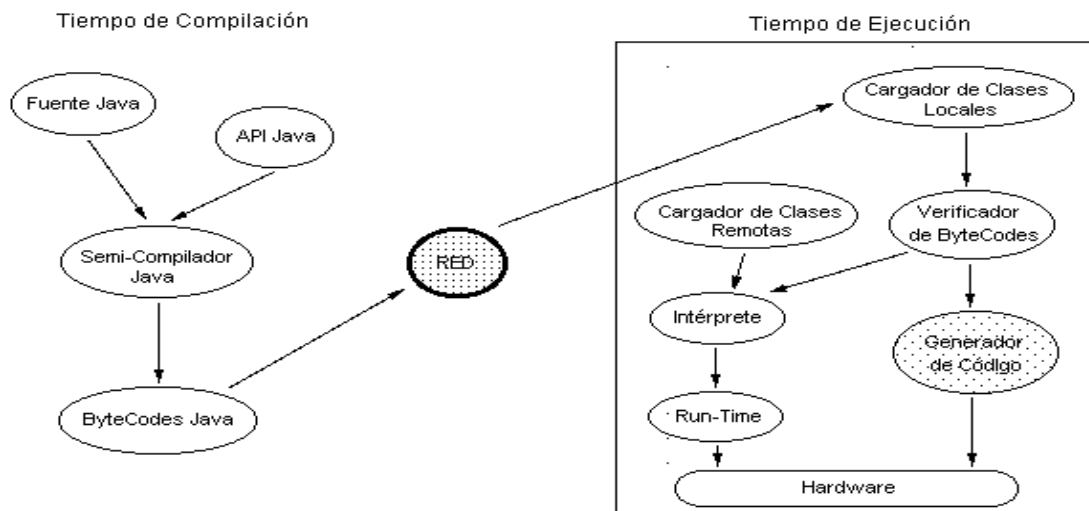 Tiempo de Compilación
Tiempo de Ejecución
Fuente Java
API Java
Semi-Compilador
Java
ByteCodes Java
RED
Cargador de Clases
Locales
Cargador de Clases
Remotas
Verificador
de ByteCodes
Intérprete
Generador
de Código
Run-Time
Hardware